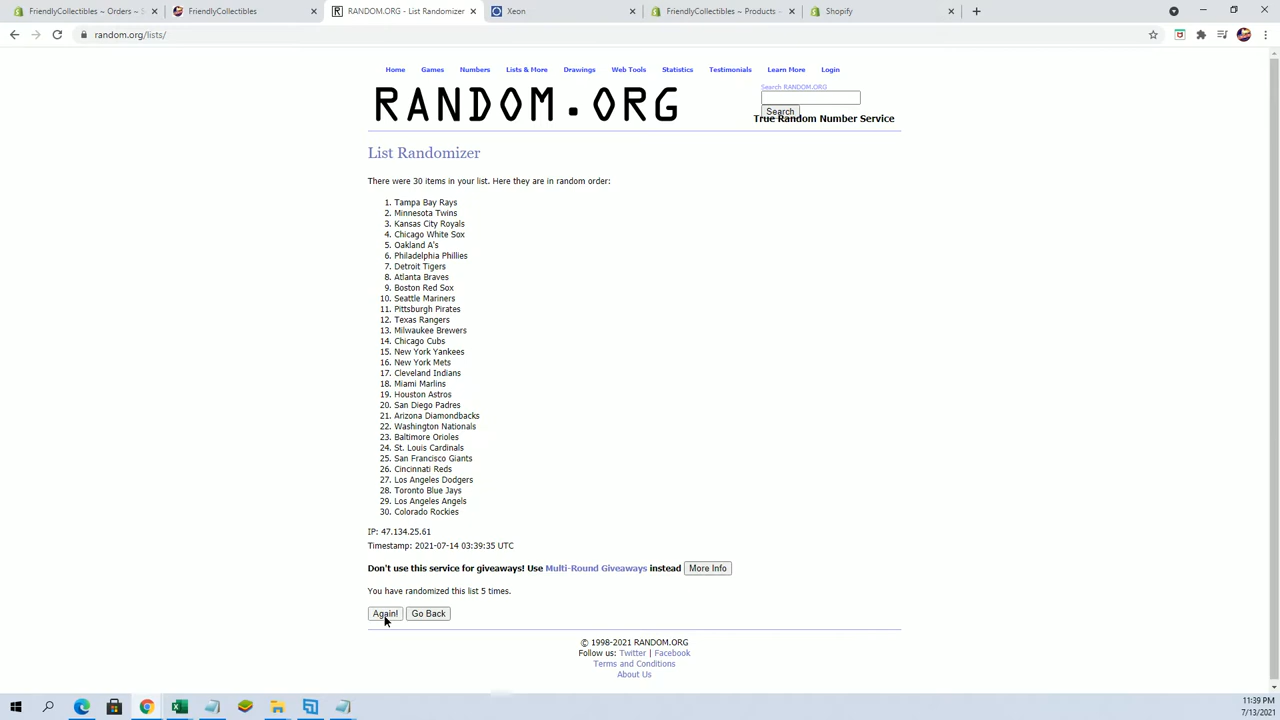 FriendlyCollectibles ~ Orders ~ S
FriendlyCollectibles
RANDOM.ORG - List Randomizer
Xeon
FriendlyCollectibles ~ Products ~
Shopify
random.org/lists/
Home Games Numbers Lists & More Drawings Web Tools Statistics Testimonials Learn More Login
RANDOM.ORG
Search RANDOM.ORG
Search
True Random Number Service
List Randomizer
There were 30 items in your list. Here they are in random order:
1. Tampa Bay Rays
2. Minnesota Twins
3. Kansas City Royals
4. Chicago White Sox
5. Oakland A's
6. Philadelphia Phillies
7. Detroit Tigers
8. Atlanta Braves
9. Boston Red Sox
10. Seattle Mariners
11. Pittsburgh Pirates
12. Texas Rangers
13. Milwaukee Brewers
14. Chicago Cubs
15. New York Yankees
16. New York Mets
17. Cleveland Indians
18. Miami Marlins
19. Houston Astros
20. San Diego Padres
21. Arizona Diamondbacks
22. Washington Nationals
23. Baltimore Orioles
24. St. Louis Cardinals
25. San Francisco Giants
26. Cincinnati Reds
27. Los Angeles Dodgers
28. Toronto Blue Jays
29. Los Angeles Angels
30. Colorado Rockies
IP: 47.134.25.61
Timestamp: 2021-07-14 03:39:35 UTC
Don't use this service for giveaways! Use Multi-Round Giveaways instead More Info
You have randomized this list 5 times.
Again! Go Back
© 1998-2021 RANDOM.ORG
Follow us: Twitter | Facebook
Terms and Conditions
About Us
11:39 PM
7/13/2021